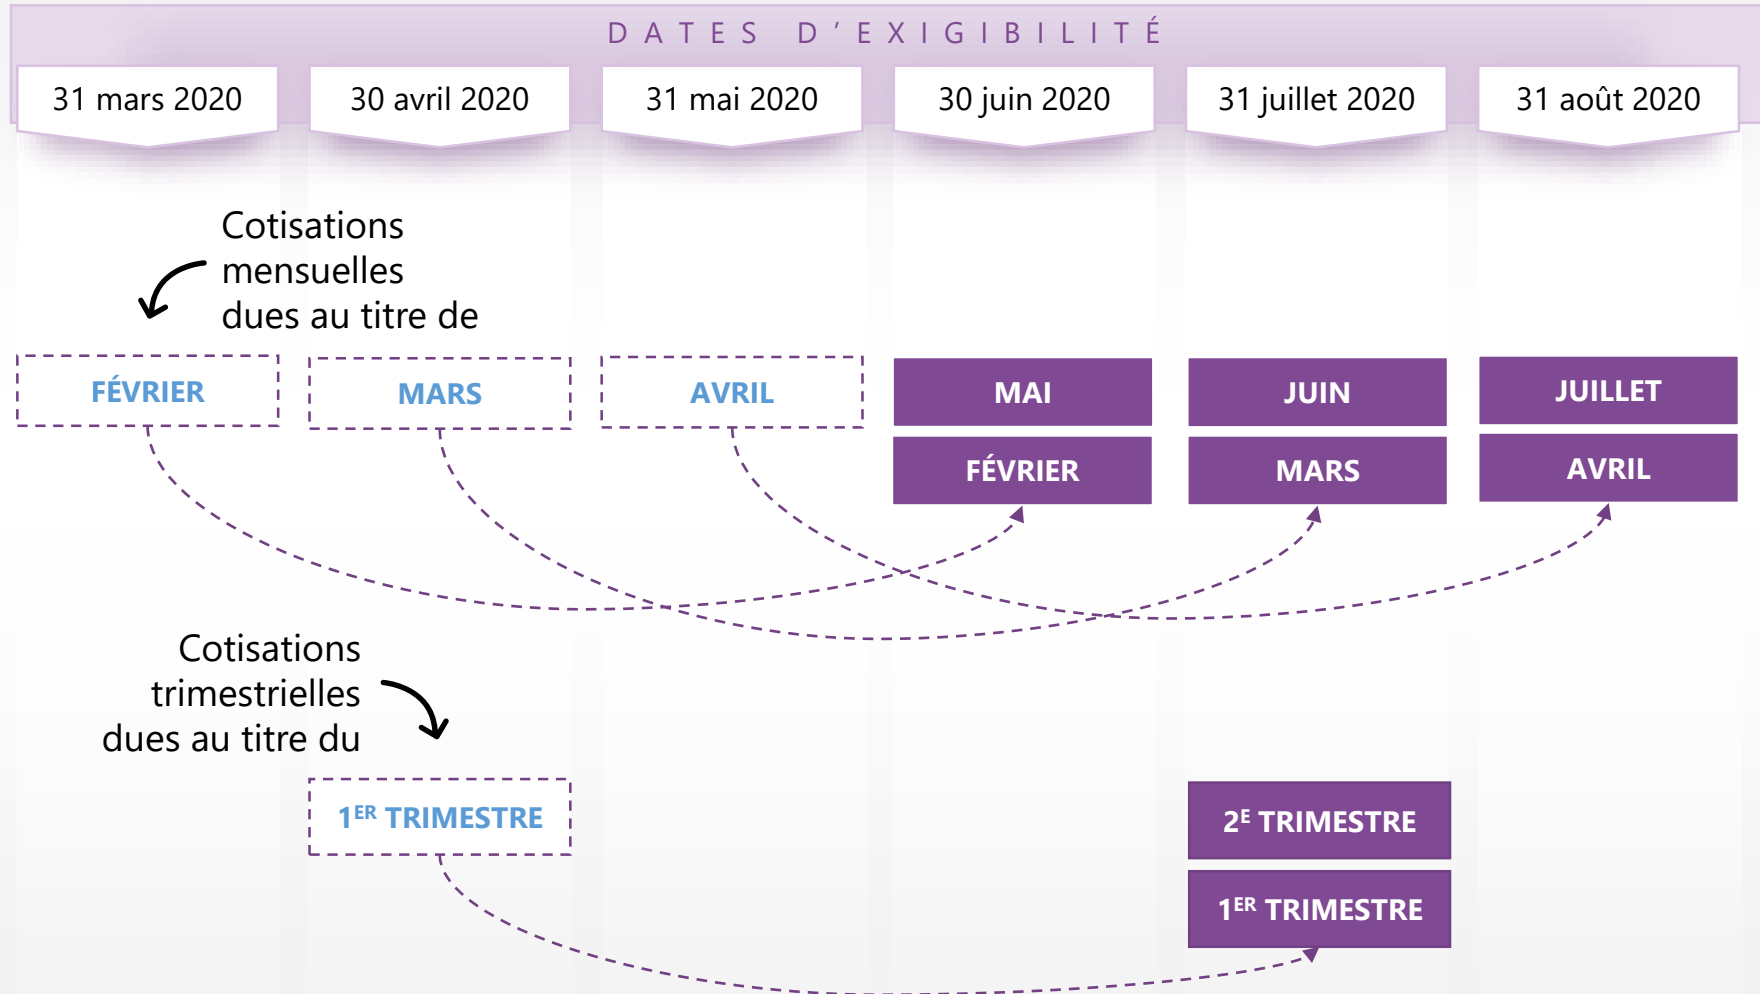 DATES D'EXIGIBILITÉ
31 mars 2020
30 avril 2020
31 mai 2020
30 juin 2020
31 juillet 2020
31 août 2020
Cotisations
mensuelles
dues au titre de
FÉVRIER
MARS
AVRIL
MAI
JUIN
JUILLET
FÉVRIER
MARS
AVRIL
Cotisations
trimestrielles
dues au titre du
1ER TRIMESTRE
2E TRIMESTRE
1ER TRIMESTRE